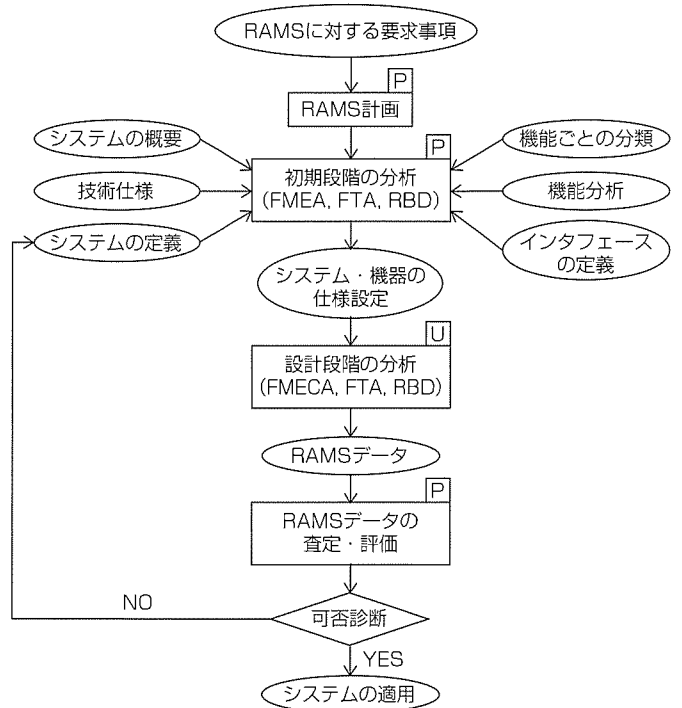 RAMSに対する要求事項
P
RAMS計画
P
システムの概要
機能ごとの分類
初期段階の分析
(FMEA, FTA, RBD)
技術仕様
機能分析
システムの定義
インタフェース
の定義
システム・機器の
仕様設定
U
設計段階の分析
(FMECA, FTA, RBD)
RAMSデータ
P
RAMSデータの
査定・評価
NO
可否診断
YES
システムの適用